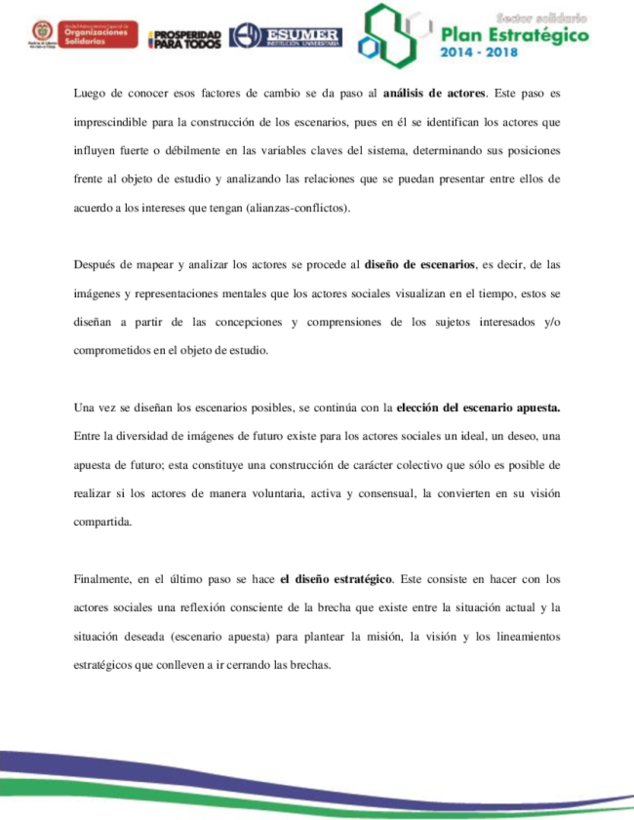 Unidad Administrativa Especial de
Organizaciones
Solidarias
PROSPERIDAD
PARA TODOS
ESUMER
INSTITUCIÓN UNIVERSITARIA
Sector solidario
Plan Estratégico
2014 - 2018
Luego de conocer esos factores de cambio se da paso al análisis de actores. Este paso es
imprescindible para la construcción de los escenarios, pues en él se identifican los actores que
influyen fuerte o débilmente en las variables claves del sistema, determinando sus posiciones
frente al objeto de estudio y analizando las relaciones que se puedan presentar entre ellos de
acuerdo a los intereses que tengan (alianzas-conflictos).
Después de mapear y analizar los actores se procede al diseño de escenarios, es decir, de las
imágenes y representaciones mentales que los actores sociales visualizan en el tiempo, estos se
diseñan a partir de las concepciones y comprensiones de los sujetos interesados y/o
comprometidos en el objeto de estudio.
Una vez se diseñan los escenarios posibles, se continúa con la elección del escenario apuesta.
Entre la diversidad de imágenes de futuro existe para los actores sociales un ideal, un deseo, una
apuesta de futuro; esta constituye una construcción de carácter colectivo que sólo es posible de
realizar si los actores de manera voluntaria, activa y consensual, la convierten en su visión
compartida.
Finalmente, en el último paso se hace el diseño estratégico. Este consiste en hacer con los
actores sociales una reflexión consciente de la brecha que existe entre la situación actual y la
situación deseada (escenario apuesta) para plantear la misión, la visión y los lineamientos
estratégicos que conlleven a ir cerrando las brechas.